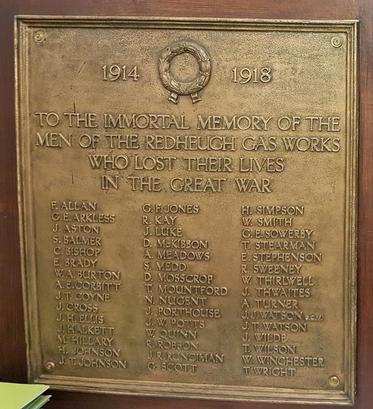 1914 1918
TO THE IMMORTAL MEMORY OF THE
MEN OF THE REDHEUGH GAS WORKS
WHO LOST THEIR LIVES
IN THE GREAT WAR
F. ALLAN
G. E. ARKLESS
J. ASTON
S. BALMER
C. BISHOP
E. BRADY
W. A. BURTON
A. E. CORBITT
J. T. COYNE
J. CROSS
J. H. ELLIS
J. HALKETT
M. HILLARY
H. JOHNSON
J. T. JOHNSON
G. F. JONES
R. KAY
J. LUKE
D. McKIBBON
A. MEADOWS
S. MEDD
D. MOSSCROP
T. MOUNTFORD
N. NUGENT
J. PORTHOUSE
J. W. POTTS
W. QUINN
R. ROBSON
J. R. RUNCIMAN
G. SCOTT
H. SIMPSON
W. SMITH
G. E. SOWERBY
T. STEARMAN
E. STEPHENSON
R. SWEENEY
W. THIRLWELL
J. THWAITES
A. TURNER
J. J. WATSON
J. T. WATSON
J. WILDE
T. WILSON
W. WINCHESTER
T. WRIGHT